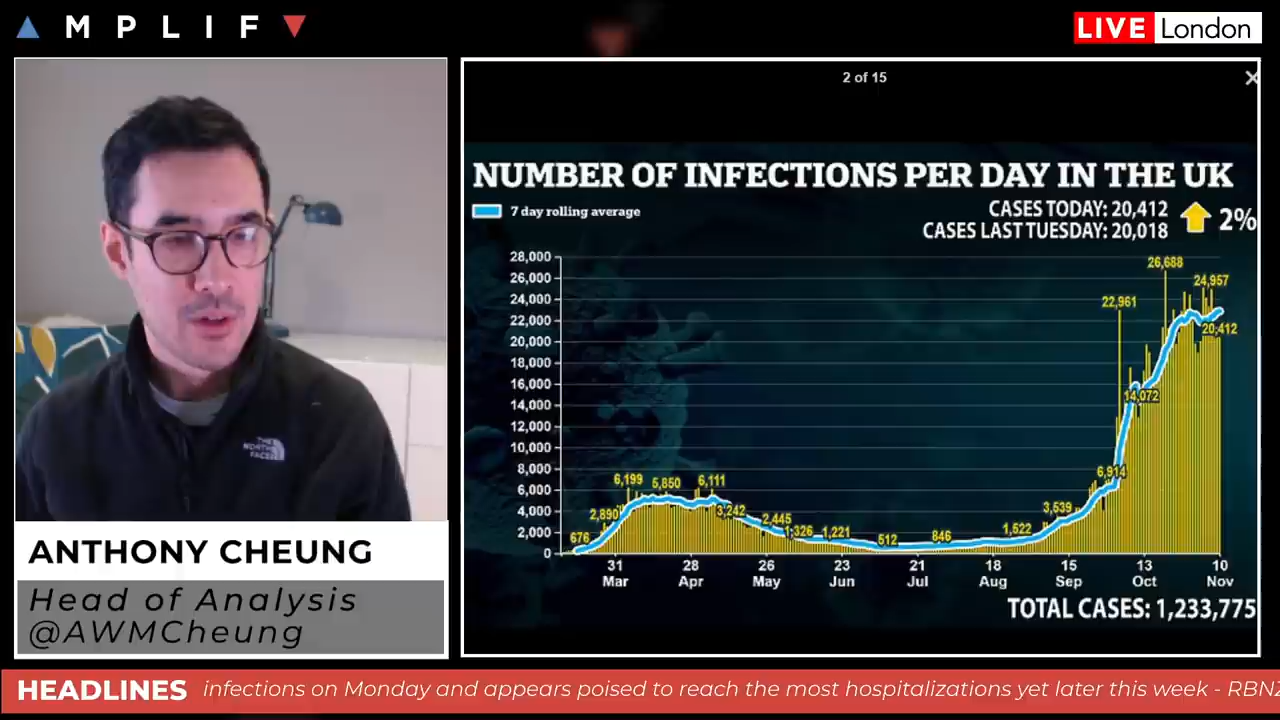 ▲ M P L I F ▼
LIVE London
2 of 15
×
NUMBER OF INFECTIONS PER DAY IN THE UK
7 day rolling average
CASES TODAY: 20,412
CASES LAST TUESDAY: 20,018
2%
28,000
26,000
24,000
22,000
20,000
18,000
16,000
14,000
12,000
10,000
8,000
6,000
4,000
2,000
0
676
2,890
6,199
5,850
6,111
3,242
2,445
1,326
1,221
512
846
1,522
3,539
6,914
22,961
14,072
26,688
24,957
20,412
31 Mar
28 Apr
26 May
23 Jun
21 Jul
18 Aug
15 Sep
13 Oct
10 Nov
TOTAL CASES: 1,233,775
THE
NORTH
FACE
ANTHONY CHEUNG
Head of Analysis
@AWMCheung
HEADLINES infections on Monday and appears poised to reach the most hospitalizations yet later this week - RBNZ